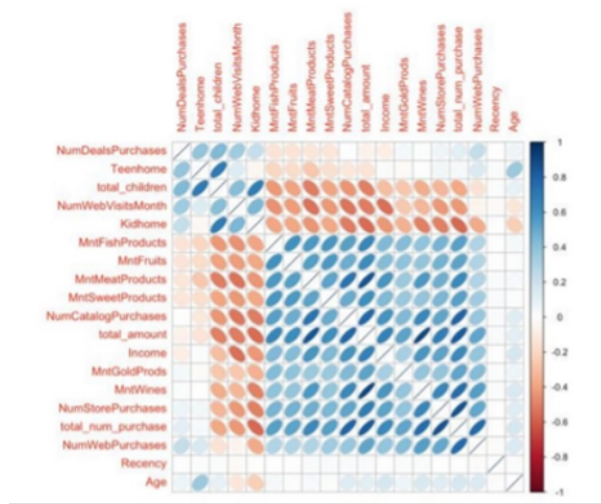 NumDealsPurchases
Teenhome
total_children
NumWebVisitsMonth
Kidhome
MntFishProducts
MntFruits
MntMeatProducts
MntSweetProducts
NumCatalogPurchases
total_amount
Income
MntGoldProds
MntWines
NumStorePurchases
total_num_purchase
NumWebPurchases
Recency
Age
NumDealsPurchases
Teenhome
total_children
NumWebVisitsMonth
Kidhome
MntFishProducts
MntFruits
MntMeatProducts
MntSweetProducts
NumCatalogPurchases
total_amount
Income
MntGoldProds
MntWines
NumStorePurchases
total_num_purchase
NumWebPurchases
Recency
Age
1
0.8
0.6
0.4
0.2
0
-0.2
-0.4
-0.6
-0.8
-1